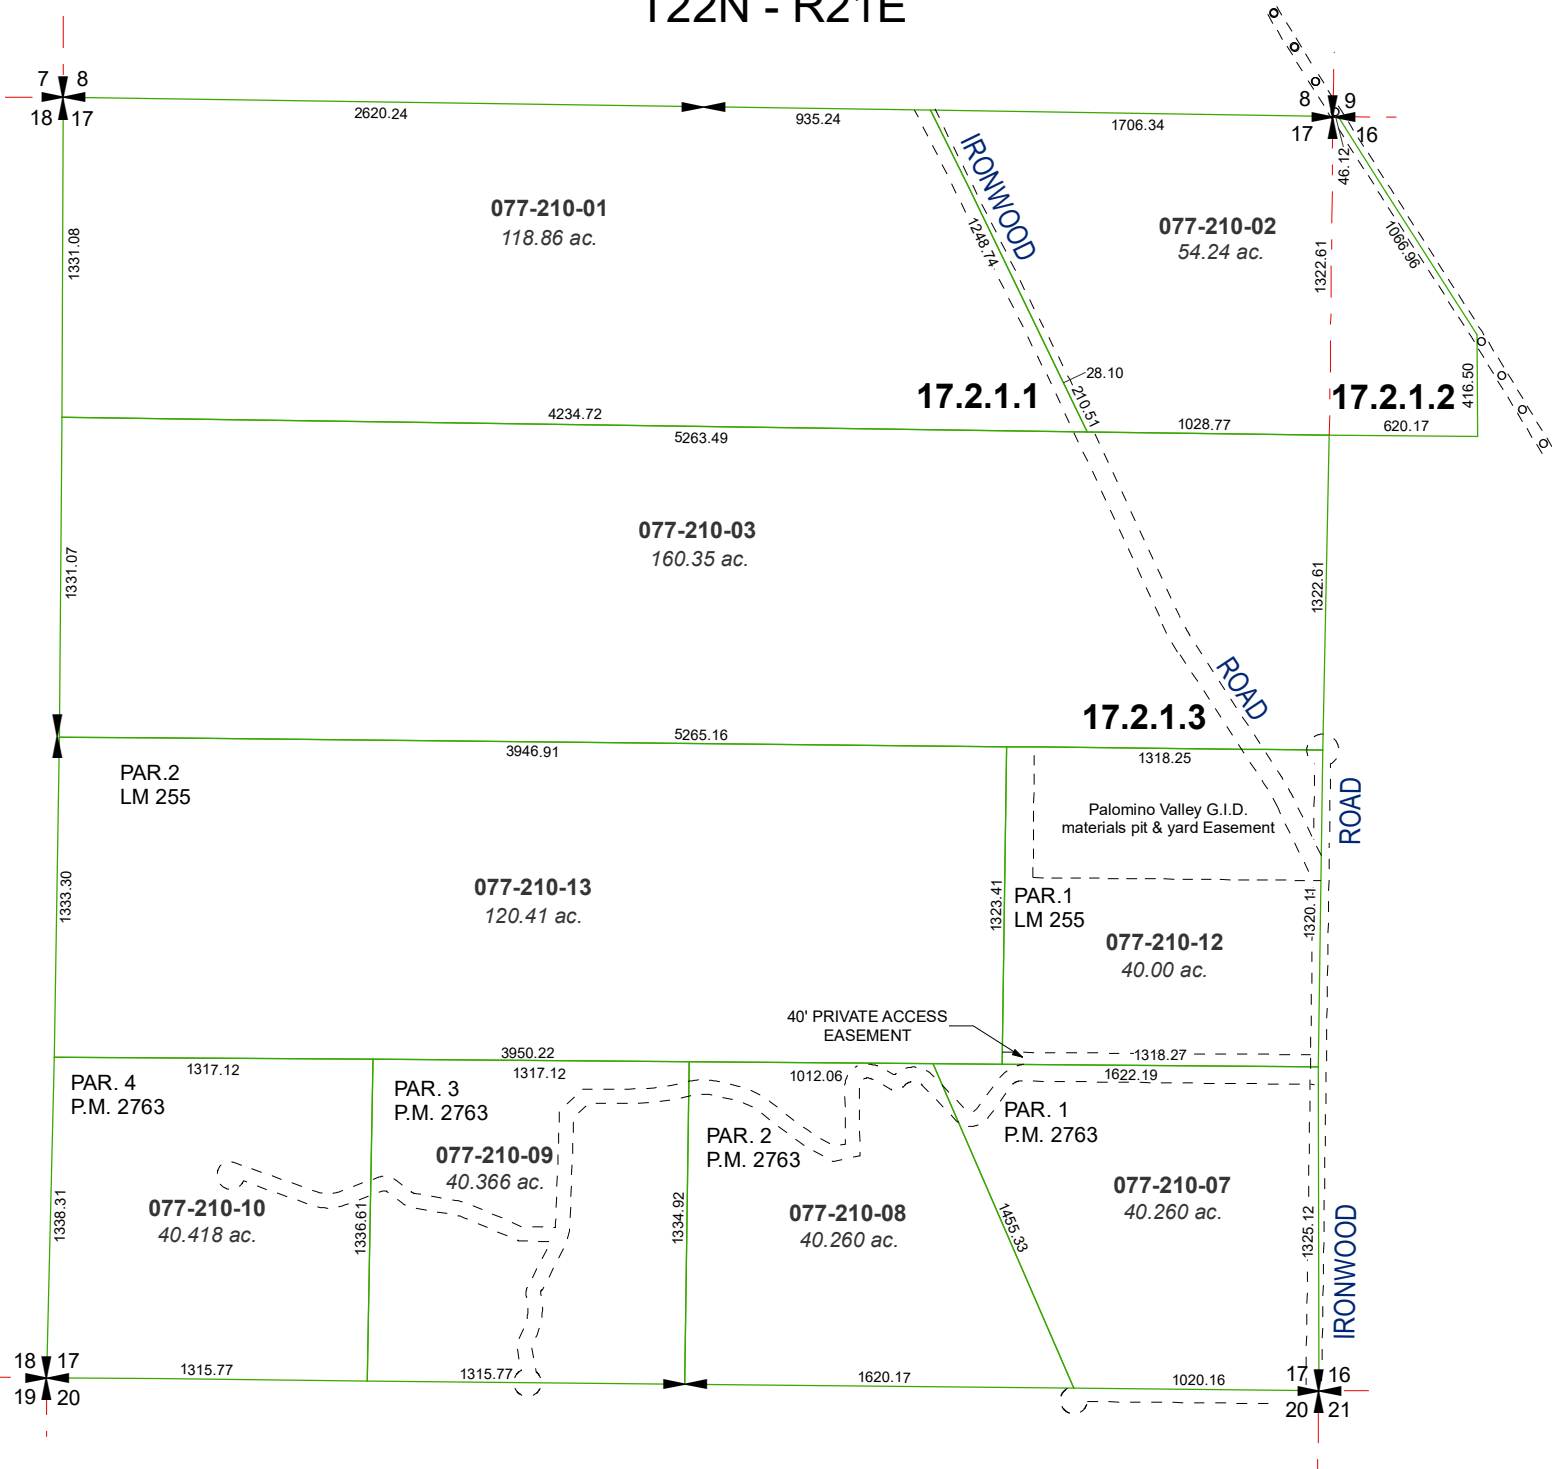 T22N - R21E
7 8
18 17
2620.24
935.24
1706.34
8 9
17 16
46.12
IRONWOOD
077-210-01
118.86 ac.
1248.74
077-210-02
54.24 ac.
1066.96
1331.08
1322.61
28.10
210.51
17.2.1.1
17.2.1.2
416.50
4234.72
5263.49
1028.77
620.17
077-210-03
160.35 ac.
1331.07
1322.61
ROAD
17.2.1.3
5265.16
3946.91
1318.25
PAR.2
LM 255
Palomino Valley G.I.D.
materials pit & yard Easement
ROAD
077-210-13
120.41 ac.
1333.30
1323.41
PAR.1
LM 255
1320.11
077-210-12
40.00 ac.
40' PRIVATE ACCESS
EASEMENT
3950.22
1318.27
1317.12
1317.12
1012.06
1622.19
PAR. 4
P.M. 2763
PAR. 3
P.M. 2763
PAR. 2
P.M. 2763
PAR. 1
P.M. 2763
077-210-09
40.366 ac.
077-210-10
40.418 ac.
077-210-08
40.260 ac.
077-210-07
40.260 ac.
1338.31
1336.61
1334.92
1455.33
1325.12
IRONWOOD
18 17
19 20
1315.77
1315.77
1620.17
1020.16
17 16
20 21